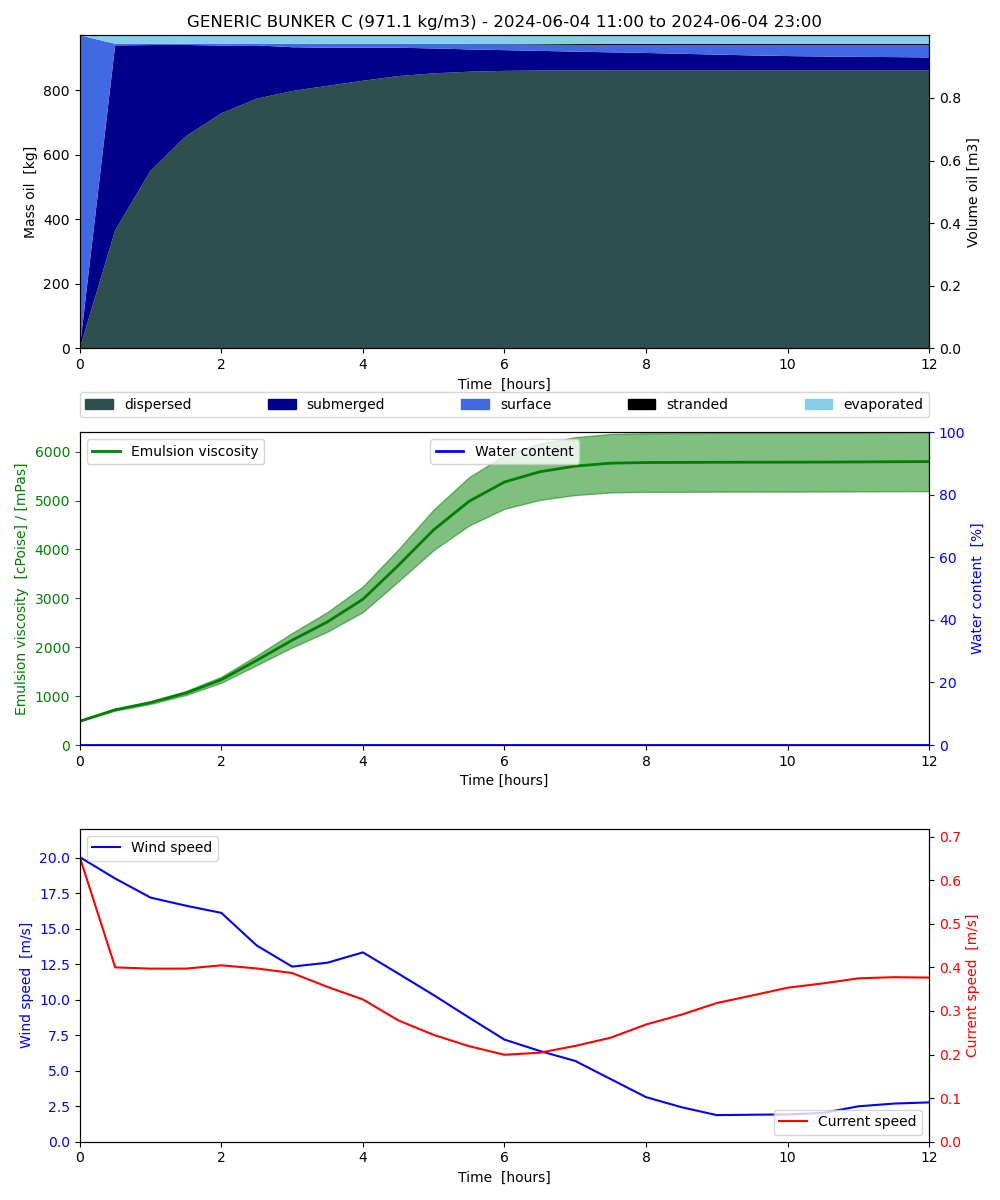 GENERIC BUNKER C (971.1 kg/m3) - 2024-06-04 11:00 to 2024-06-04 23:00
Mass oil [kg]
800
600
400
200
0
Volume oil [m3]
0.8
0.6
0.4
0.2
0.0
0 2 4 6 8 10 12
Time [hours]
dispersed submerged surface stranded evaporated
Emulsion viscosity [cPoise] / [mPas]
6000
5000
4000
3000
2000
1000
0
Emulsion viscosity
Water content
Water content [%]
100
80
60
40
20
0
0 2 4 6 8 10 12
Time [hours]
Wind speed [m/s]
20.0
17.5
15.0
12.5
10.0
7.5
5.0
2.5
0.0
Wind speed
Current speed
Current speed [m/s]
0.7
0.6
0.5
0.4
0.3
0.2
0.1
0.0
0 2 4 6 8 10 12
Time [hours]